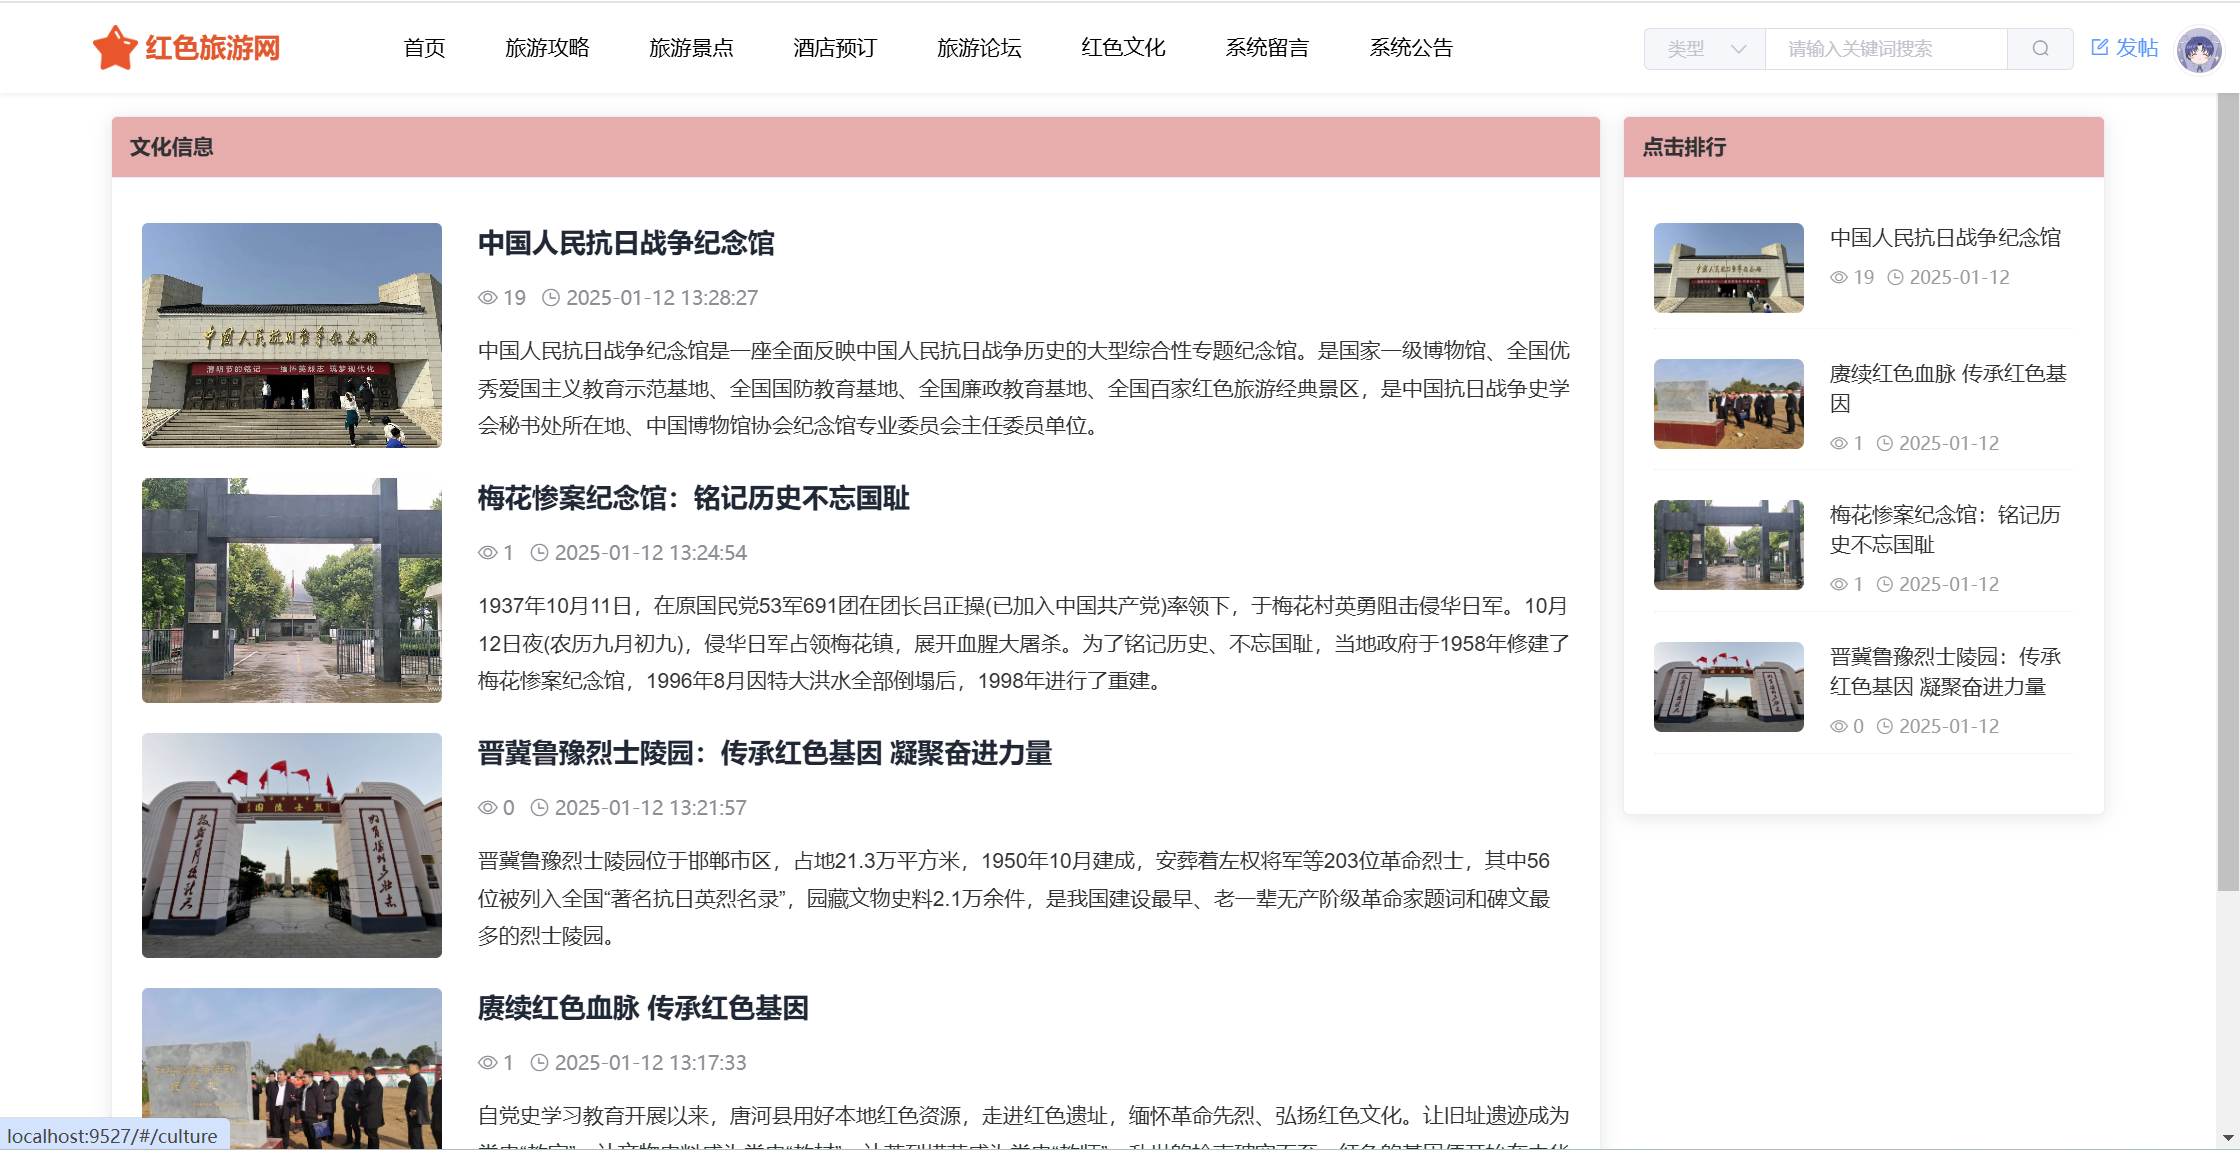 红色旅游网
首页 旅游攻略 旅游景点 酒店预订 旅游论坛 红色文化 系统留言 系统公告
类型 请输入关键词搜索 发帖
文化信息
中国人民抗日战争纪念馆
19 2025-01-12 13:28:27
中国人民抗日战争纪念馆是一座全面反映中国人民抗日战争历史的大型综合性专题纪念馆。是国家一级博物馆、全国优
秀爱国主义教育示范基地、全国国防教育基地、全国廉政教育基地、全国百家红色旅游经典景区，是中国抗日战争史学
会秘书处所在地、中国博物馆协会纪念馆专业委员会主任委员单位。
梅花惨案纪念馆：铭记历史不忘国耻
1 2025-01-12 13:24:54
1937年10月11日，在原国民党53军691团在团长吕正操(已加入中国共产党)率领下，于梅花村英勇阻击侵华日军。10月
12日夜(农历九月初九)，侵华日军占领梅花镇，展开血腥大屠杀。为了铭记历史、不忘国耻，当地政府于1958年修建了
梅花惨案纪念馆，1996年8月因特大洪水全部倒塌后，1998年进行了重建。
晋冀鲁豫烈士陵园：传承红色基因 凝聚奋进力量
0 2025-01-12 13:21:57
晋冀鲁豫烈士陵园位于邯郸市区，占地21.3万平方米，1950年10月建成，安葬着左权将军等203位革命烈士，其中56
位被列入全国“著名抗日英烈名录”，园藏文物史料2.1万余件，是我国建设最早、老一辈无产阶级革命家题词和碑文最
多的烈士陵园。
赓续红色血脉 传承红色基因
1 2025-01-12 13:17:33
自党史学习教育开展以来，唐河县用好本地红色资源，走进红色遗址，缅怀革命先烈、弘扬红色文化。让旧址遗迹成为
点击排行
中国人民抗日战争纪念馆
19 2025-01-12
赓续红色血脉 传承红色基
因
1 2025-01-12
梅花惨案纪念馆：铭记历
史不忘国耻
1 2025-01-12
晋冀鲁豫烈士陵园：传承
红色基因 凝聚奋进力量
0 2025-01-12
中国人民抗日战争纪念馆
localhost:9527/#/culture